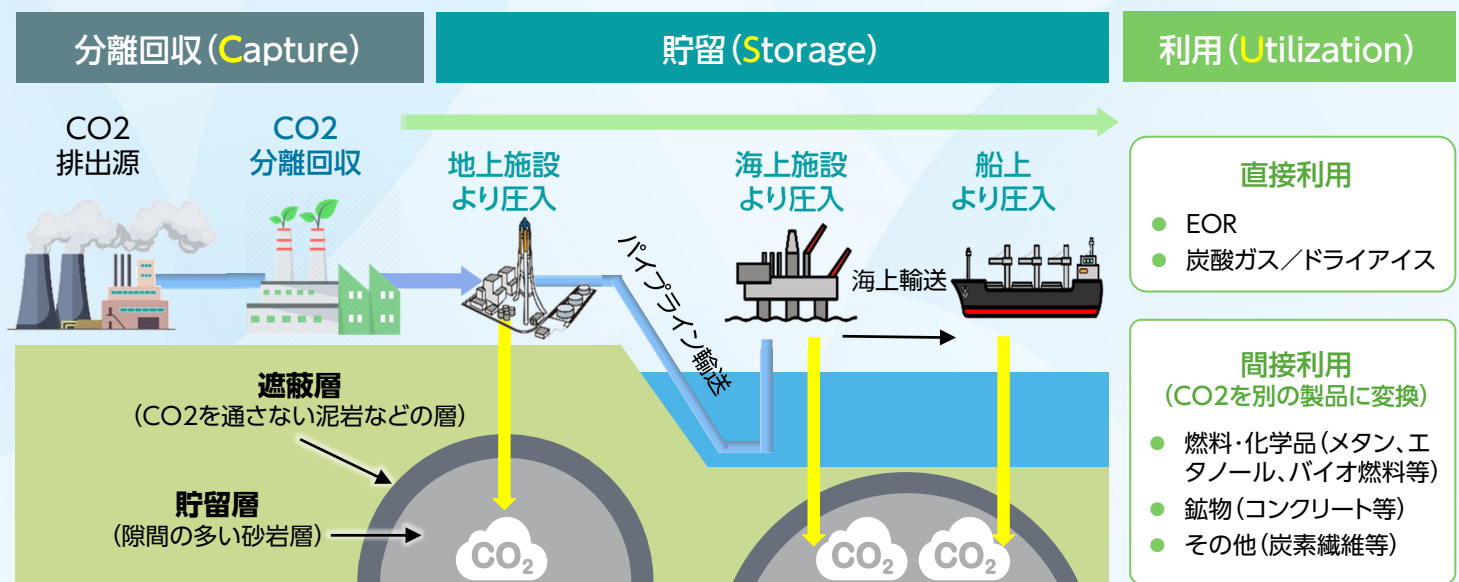 分離回収(Capture)
貯留(Storage)
利用(Utilization)
CO2
排出源
CO2
分離回収
地上施設
より圧入
パイプライン輸送
海上施設
より圧入
海上輸送
船上
より圧入
遮蔽層
(CO2を通さない泥岩などの層)
貯留層
(隙間の多い砂岩層)
CO2
CO2
CO2
直接利用
● EOR
● 炭酸ガス/ドライアイス
間接利用
(CO2を別の製品に変換)
● 燃料・化学品(メタン、エ
タノール、バイオ燃料等)
● 鉱物(コンクリート等)
● その他(炭素繊維等)